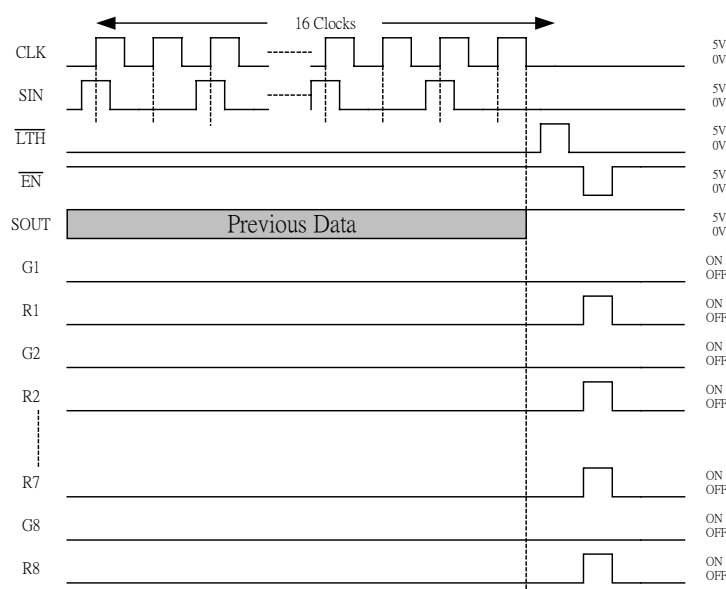 16 Clocks
CLK
5V
0V
SIN
5V
0V
LTH
5V
0V
EN
5V
0V
SOUT
Previous Data
5V
0V
G1
ON
OFF
R1
ON
OFF
G2
ON
OFF
R2
ON
OFF
R7
ON
OFF
G8
ON
OFF
R8
ON
OFF